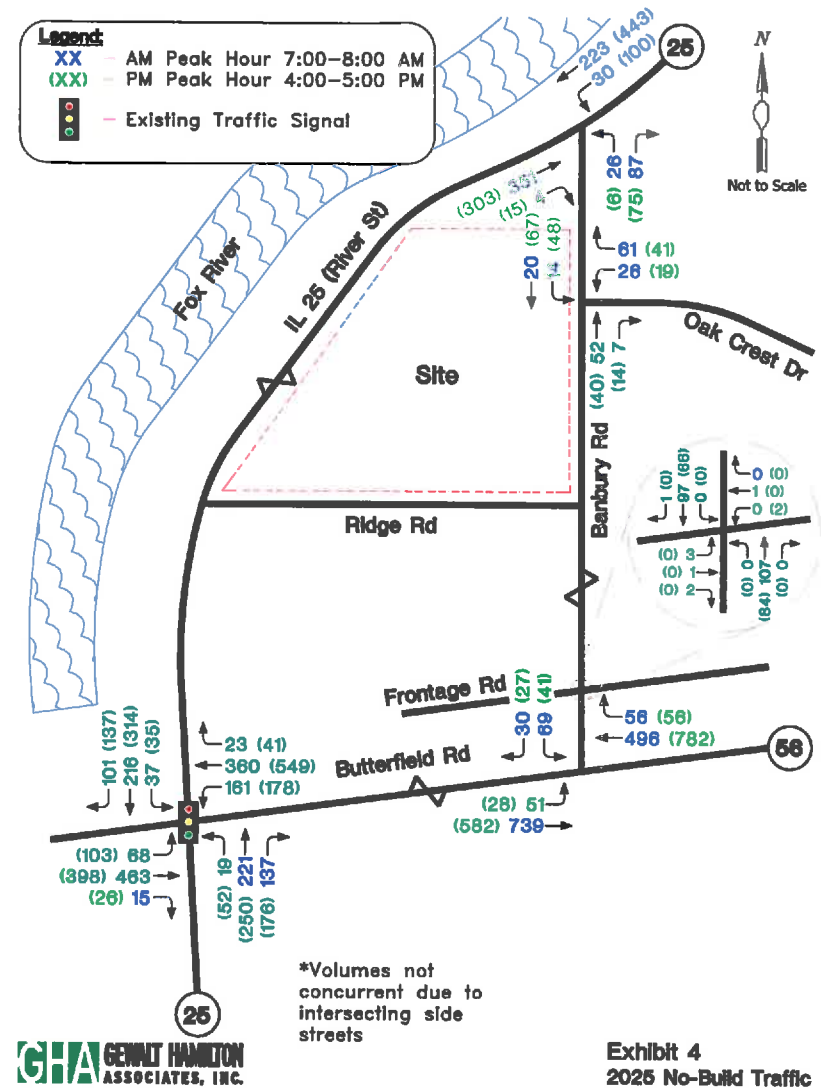 Legend:
XX - AM Peak Hour 7:00-8:00 AM
(XX) - PM Peak Hour 4:00-5:00 PM
- Existing Traffic Signal
223 (443)
30 (100)
25
N
Not to Scale
(6) 26
(75) 87
(303)
(15)
20 (67)
14 (48)
61 (41)
26 (19)
Fox River
IL 25 (River St)
Oak Crest Dr
(40) 52
(14) 7
Site
Banbury Rd
Ridge Rd
1 (0)
97 (68)
0 (0)
0 (0)
1 (0)
0 (2)
(0) 3
(0) 1
(0) 2
(0) 0
(84) 107
(0) 0
Frontage Rd
30 (27)
69 (41)
56 (56)
496 (782)
56
Butterfield Rd
(28) 51
(582) 739
101 (137)
216 (314)
37 (35)
23 (41)
360 (549)
161 (178)
(103) 68
(398) 463
(26) 15
(52) 19
(250) 221
(176) 137
25
*Volumes not
concurrent due to
intersecting side
streets
GHA GEWALT HAMILTON
ASSOCIATES, INC.
Exhibit 4
2025 No-Build Traffic